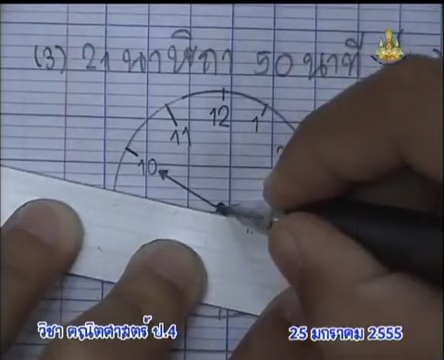 (3) 21 นาฬิกา 50 นาที
12
11
1
10
วิชา คณิตศาสตร์ ป.4
25 มกราคม 2555